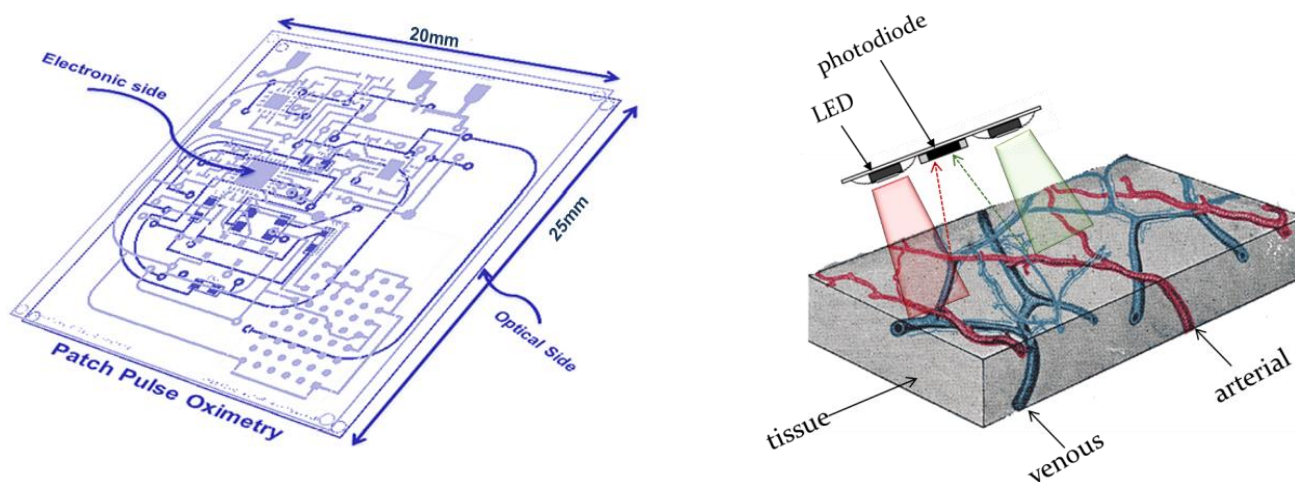 20mm
Electronic side
25mm
Optical Side
Patch Pulse Oximetry
photodiode
LED
tissue
venous
arterial